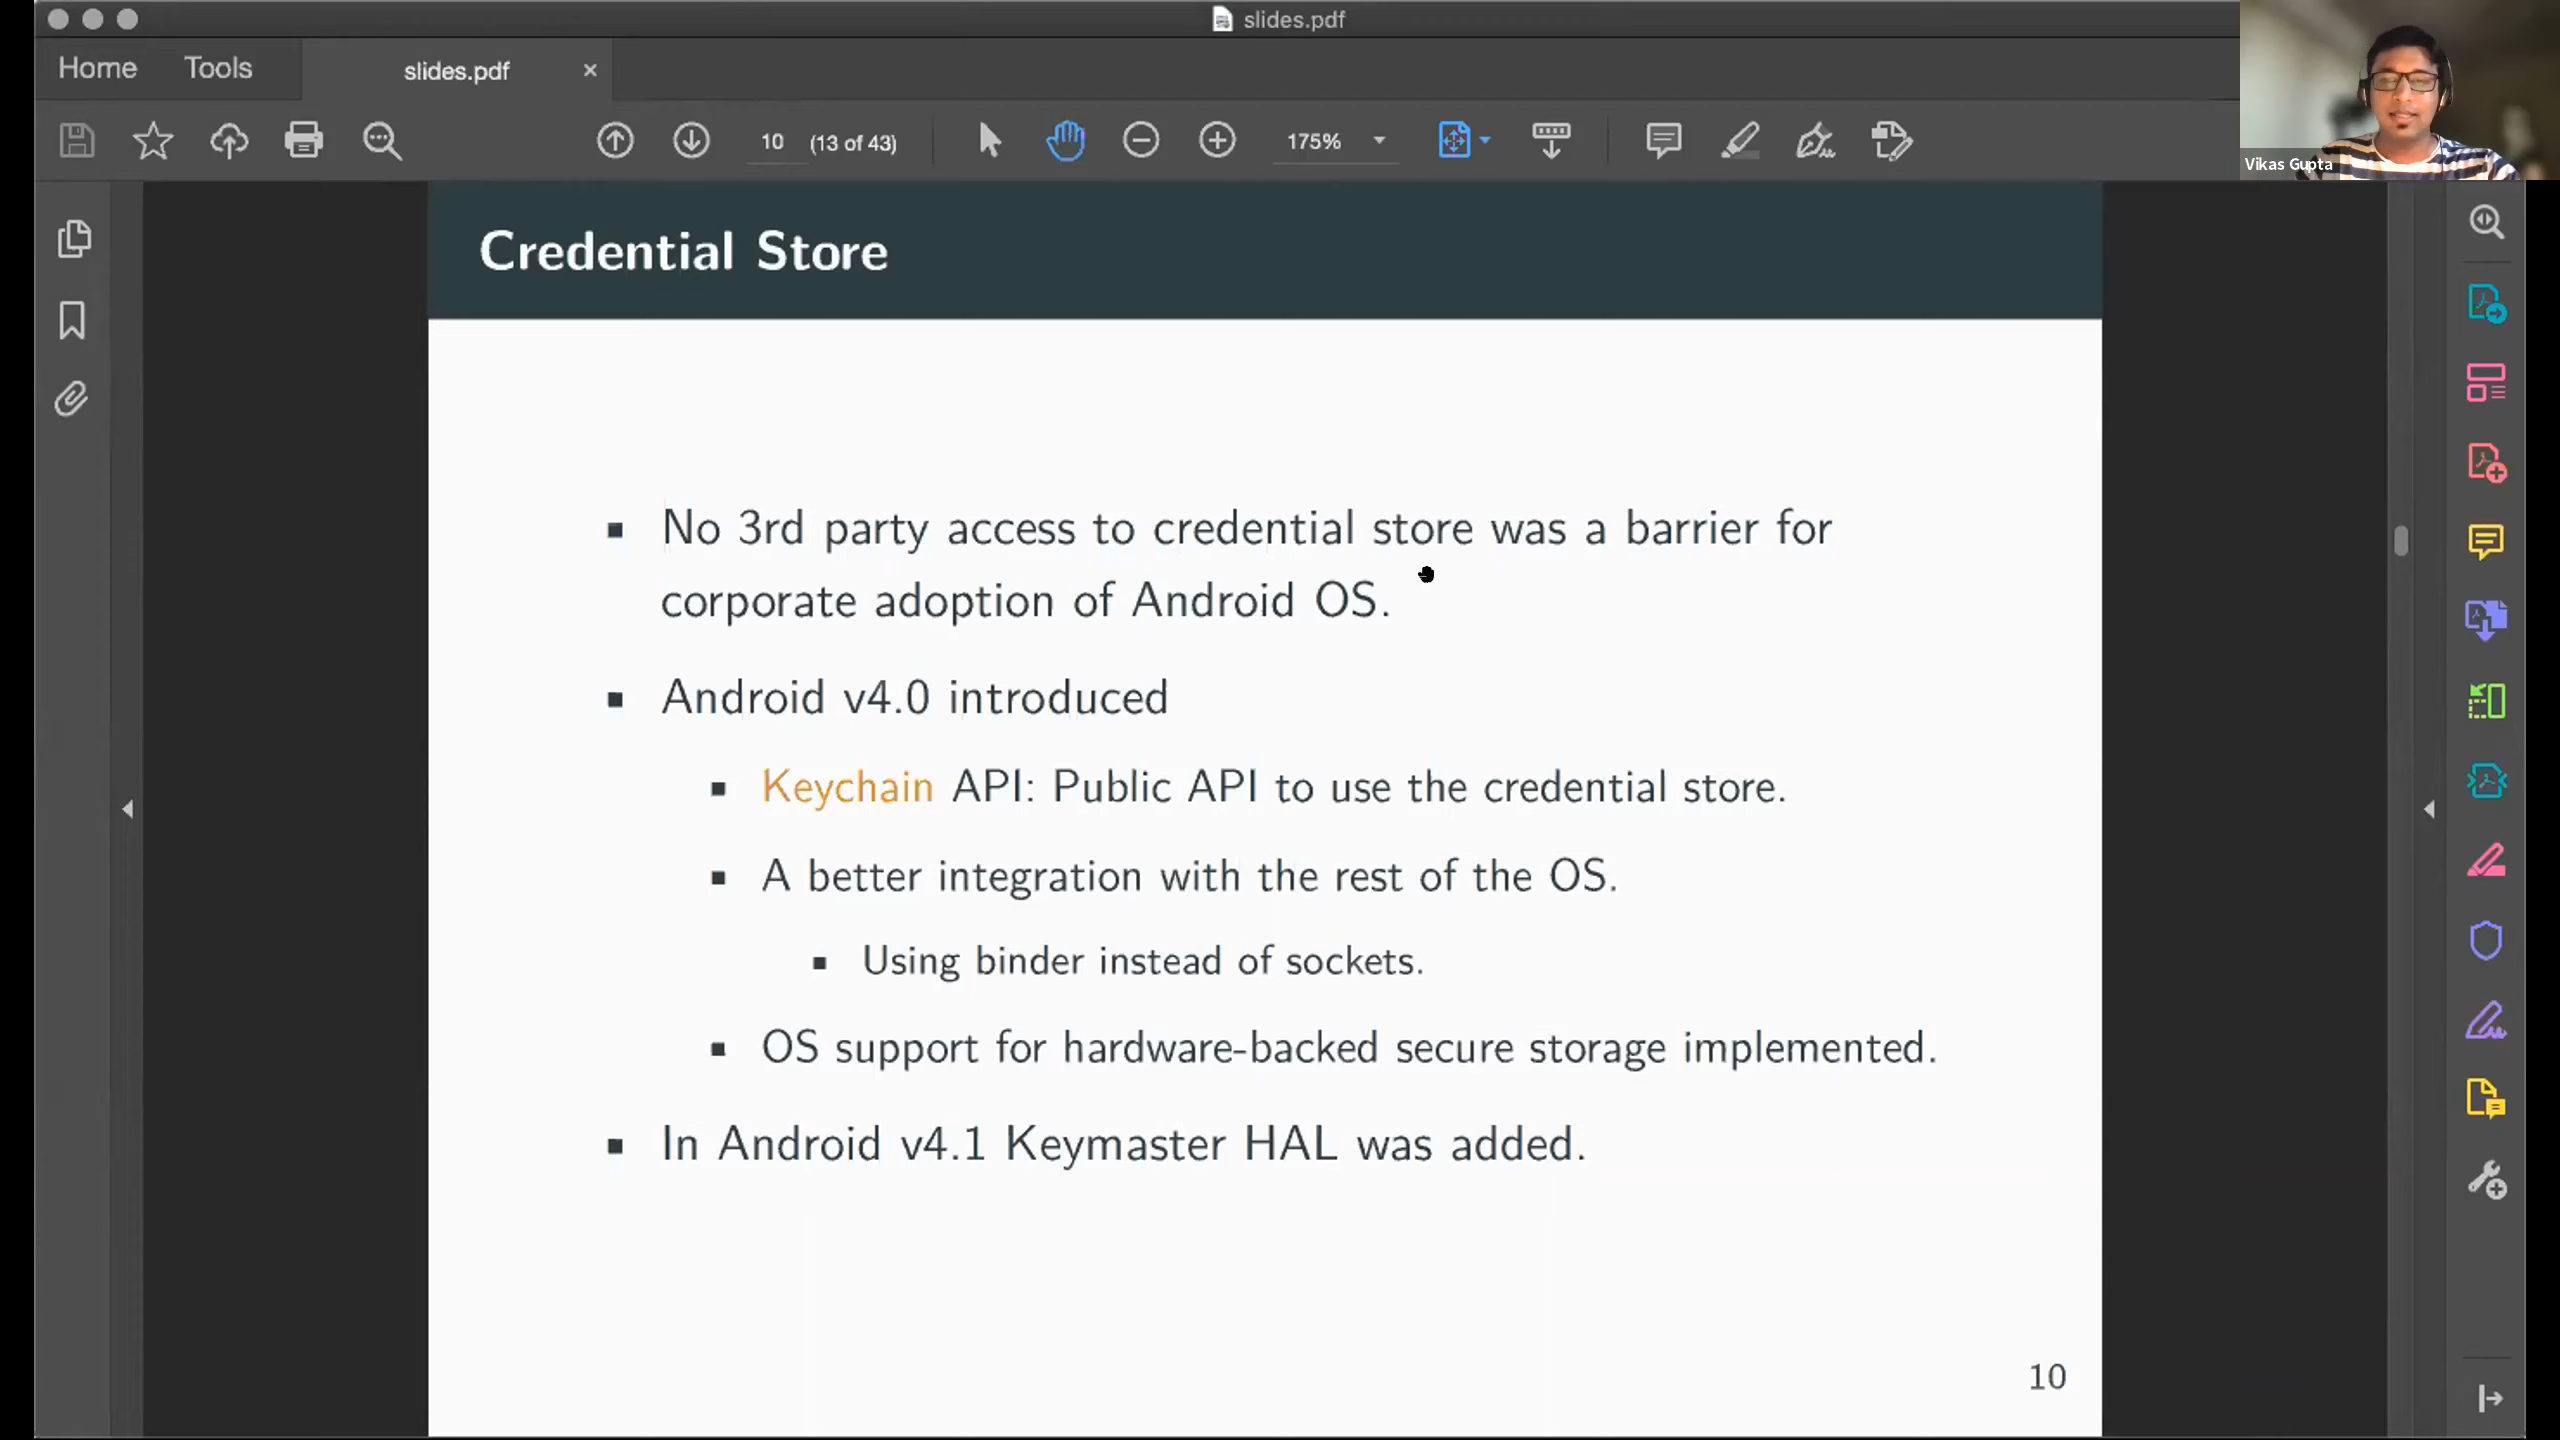 slides.pdf
Home Tools slides.pdf
10 (13 of 43) 175%
Vikas Gupta
Credential Store
No 3rd party access to credential store was a barrier for
corporate adoption of Android OS.
Android v4.0 introduced
Keychain API: Public API to use the credential store.
A better integration with the rest of the OS.
Using binder instead of sockets.
OS support for hardware-backed secure storage implemented.
In Android v4.1 Keymaster HAL was added.
10